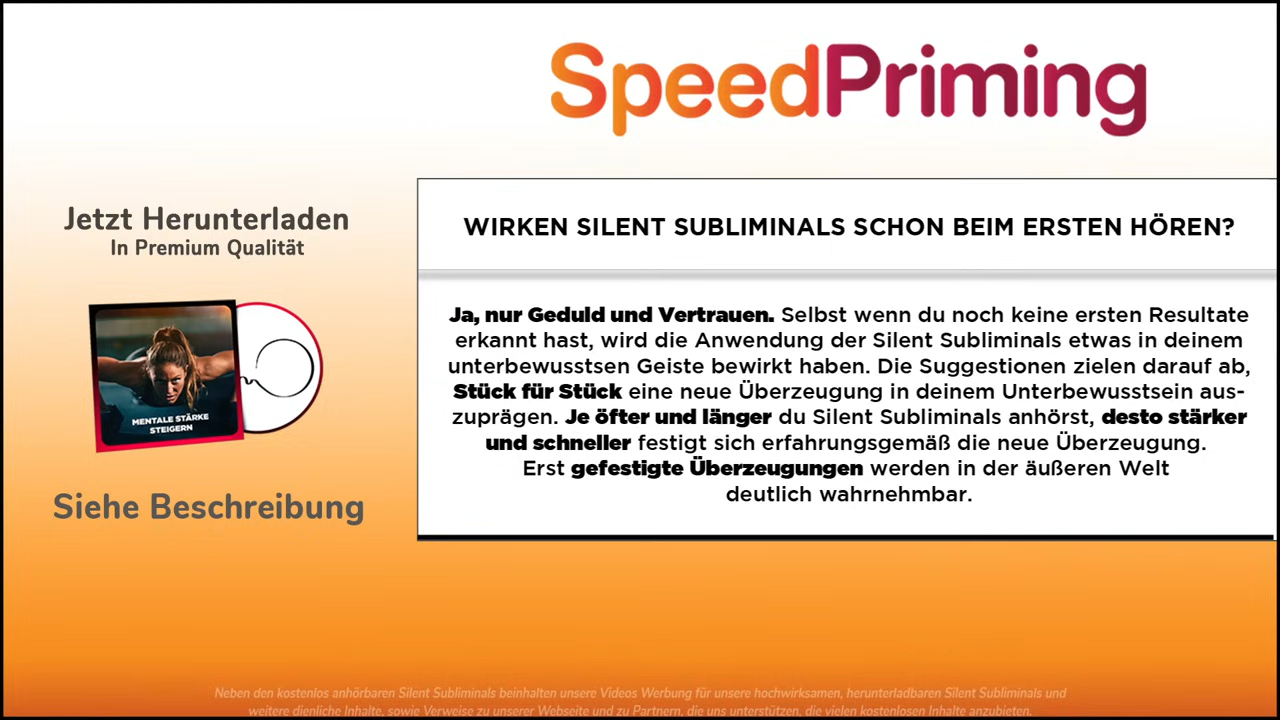 SpeedPriming
Jetzt Herunterladen
In Premium Qualität
MENTALE STÄRKE
STEIGERN
Siehe Beschreibung
WIRKEN SILENT SUBLIMINALS SCHON BEIM ERSTEN HÖREN?
Ja, nur Geduld und Vertrauen. Selbst wenn du noch keine ersten Resultate
erkannt hast, wird die Anwendung der Silent Subliminals etwas in deinem
unterbewusstsen Geiste bewirkt haben. Die Suggestionen zielen darauf ab,
Stück für Stück eine neue Überzeugung in deinem Unterbewusstsein aus-
zuprägen. Je öfter und länger du Silent Subliminals anhörst, desto stärker
und schneller festigt sich erfahrungsgemäß die neue Überzeugung.
Erst gefestigte Überzeugungen werden in der äußeren Welt
deutlich wahrnehmbar.
Neben den kostenlos anhörbaren Silent Subliminals beinhalten unsere Videos Werbung für unsere hochwirksamen, herunterladbaren Silent Subliminals und
weitere dienliche Inhalte, sowie Verweise zu unserer Webseite und zu Partnern, die uns unterstützen, die vielen kostenlosen Inhalte anzubieten.